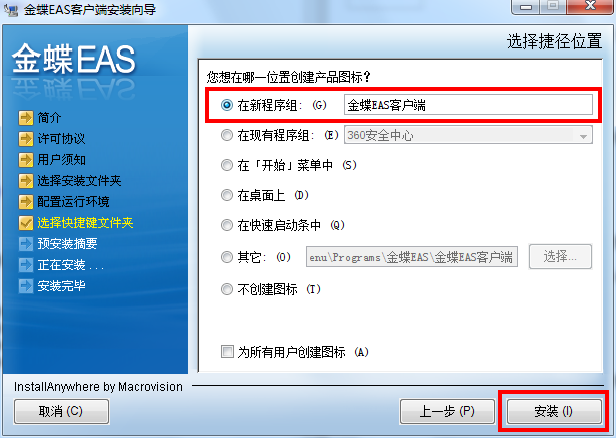 金蝶EAS客户端安装向导
选择捷径位置
金蝶EAS
简介
许可协议
用户须知
选择安装文件夹
配置运行环境
选择快捷键文件夹
预安装摘要
正在安装 ...
安装完毕
您想在哪一位置创建产品图标？
在新程序组: (G) 金蝶EAS客户端
在现有程序组: (E) 360安全中心
在「开始」菜单中 (S)
在桌面上 (D)
在快速启动条中 (Q)
其它: (O) enu\Programs\金蝶EAS\金蝶EAS客户端 选择...
不创建图标 (T)
为所有用户创建图标 (A)
InstallAnywhere by Macrovision
取消 (C) 上一步 (P) 安装 (I)